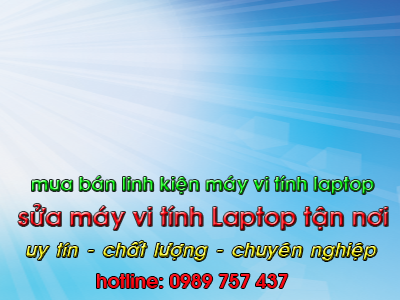 mua bán linh kiện máy vi tính laptop
sửa máy vi tính Laptop tận nơi
uy tín - chất lượng - chuyên nghiệp
hotline: 0989 757 437